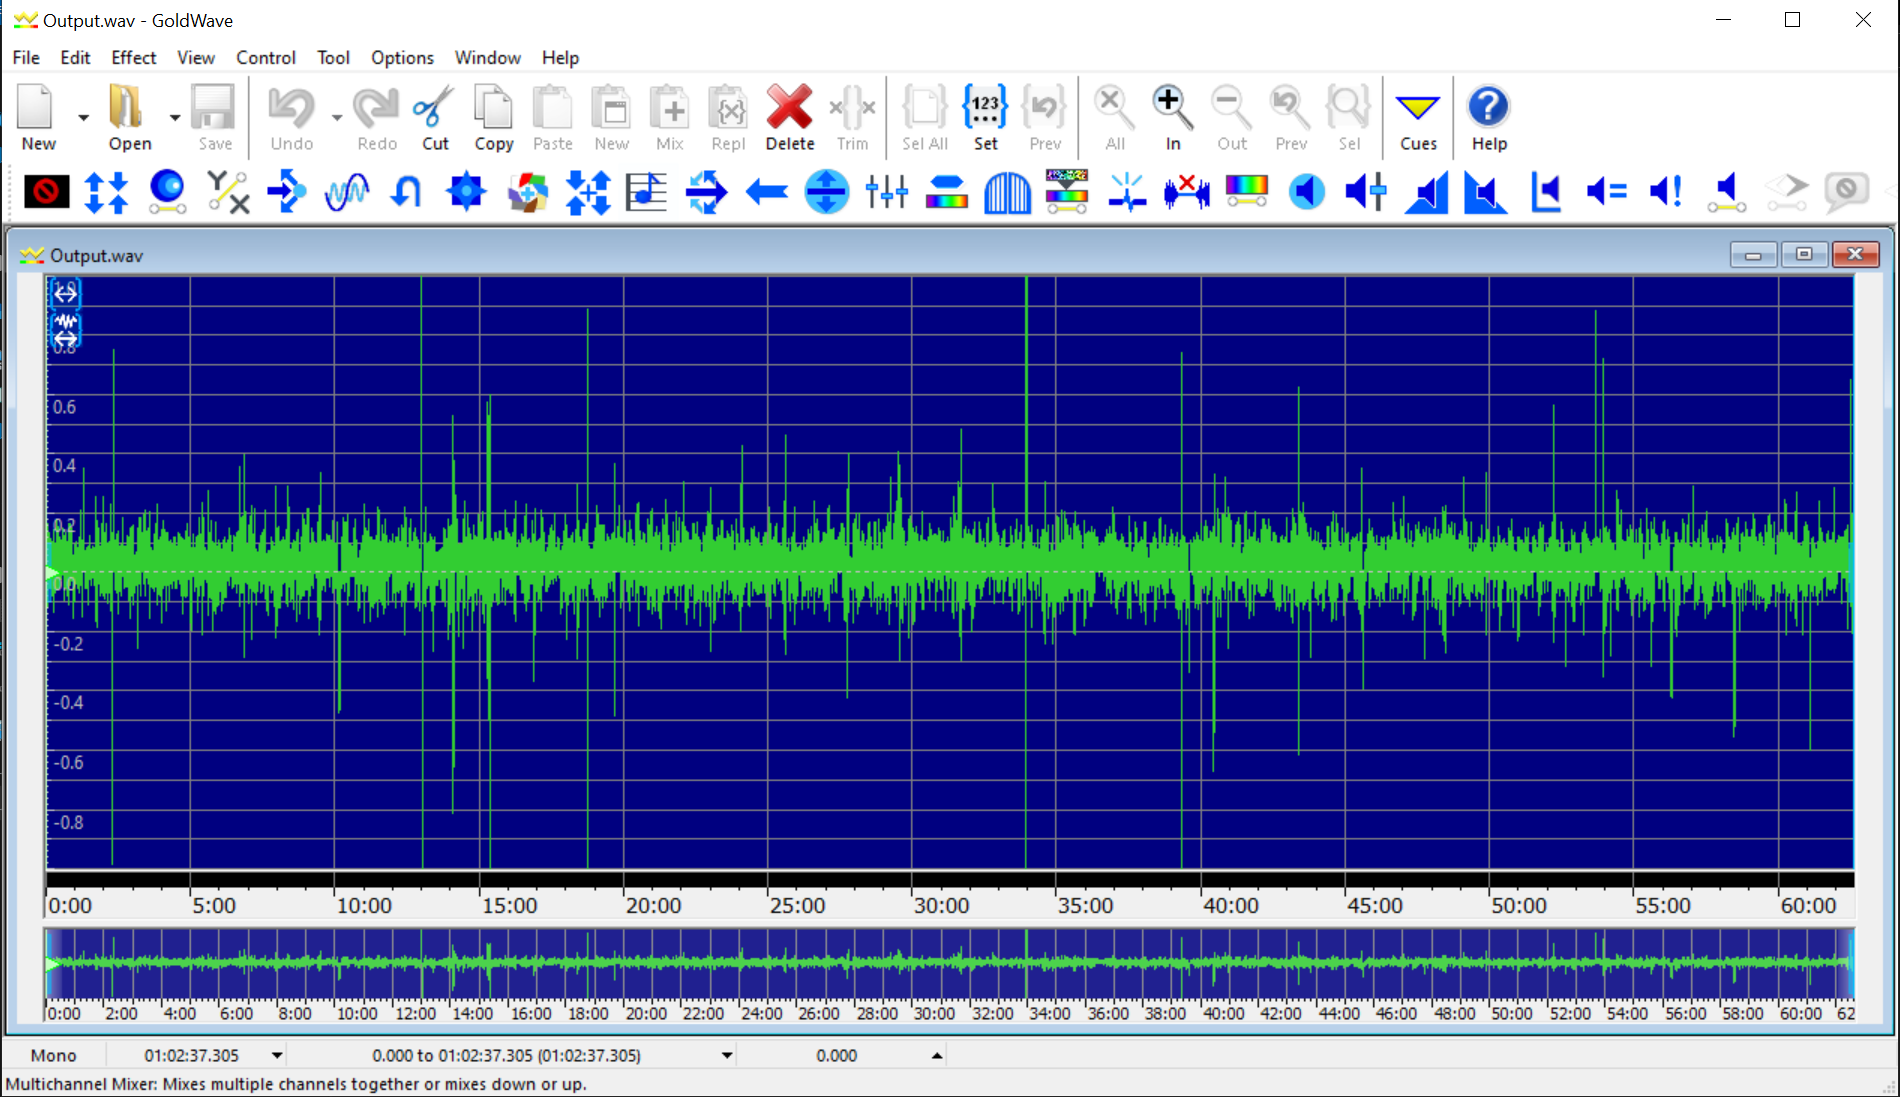 Output.wav - GoldWave
File Edit Effect View Control Tool Options Window Help
New Open Save Undo Redo Cut Copy Paste New Mix Repl Delete Trim Sel All Set Prev All In Out Prev Sel Cues Help
123
Output.wav
1.0
0.8
0.6
0.4
0.2
0.0
-0.2
-0.4
-0.6
-0.8
0:00 5:00 10:00 15:00 20:00 25:00 30:00 35:00 40:00 45:00 50:00 55:00 60:00
0:00 2:00 4:00 6:00 8:00 10:00 12:00 14:00 16:00 18:00 20:00 22:00 24:00 26:00 28:00 30:00 32:00 34:00 36:00 38:00 40:00 42:00 44:00 46:00 48:00 50:00 52:00 54:00 56:00 58:00 60:00 62
Mono 01:02:37.305 0.000 to 01:02:37.305 (01:02:37.305) 0.000
Multichannel Mixer: Mixes multiple channels together or mixes down or up.